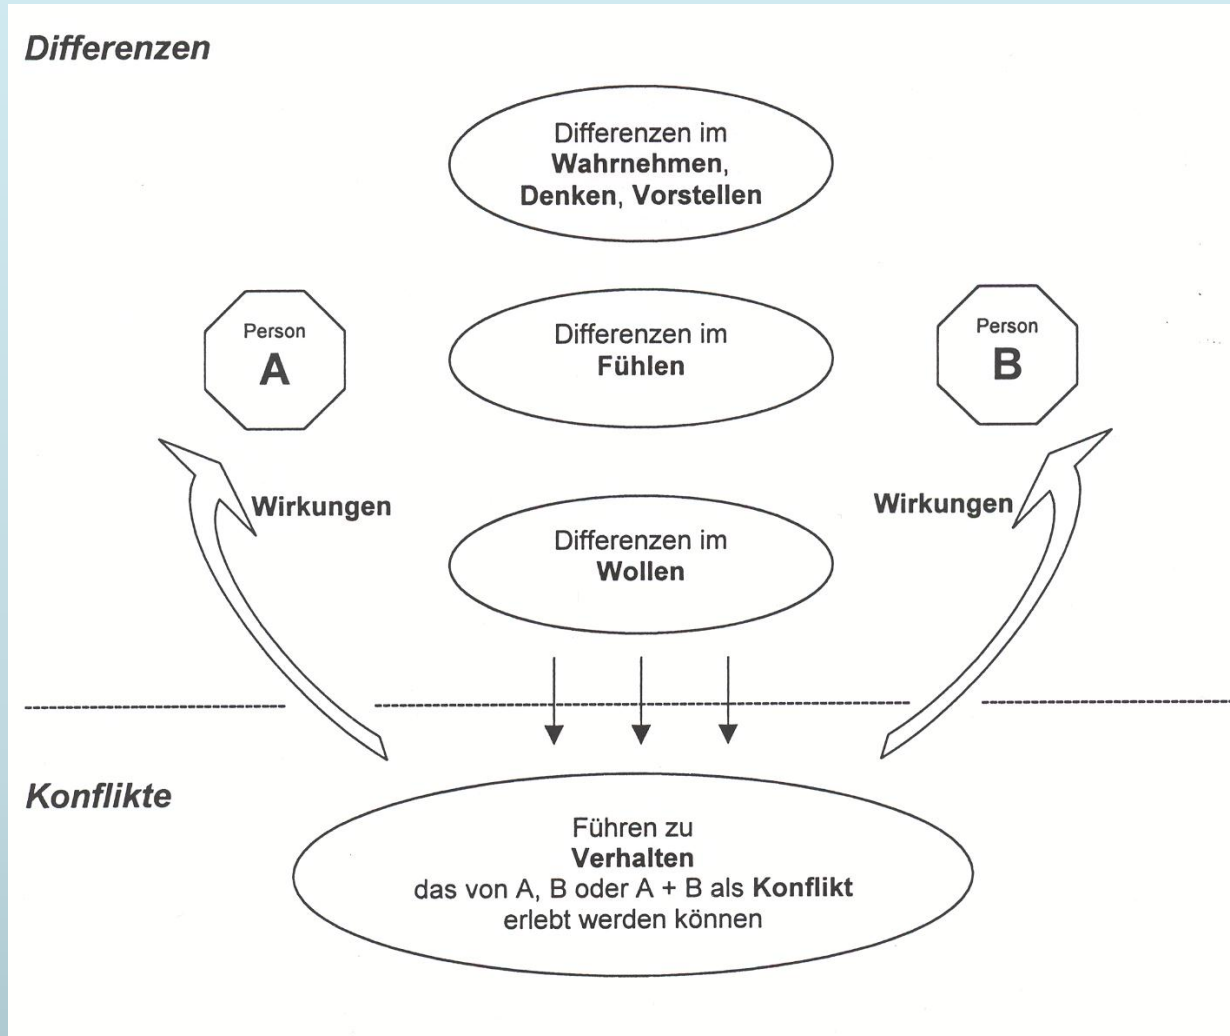 Differenzen
Differenzen im
Wahrnehmen,
Denken, Vorstellen
Person
A
Differenzen im
Fühlen
Person
B
Wirkungen
Wirkungen
Differenzen im
Wollen
Konflikte
Führen zu
Verhalten
das von A, B oder A + B als Konflikt
erlebt werden können